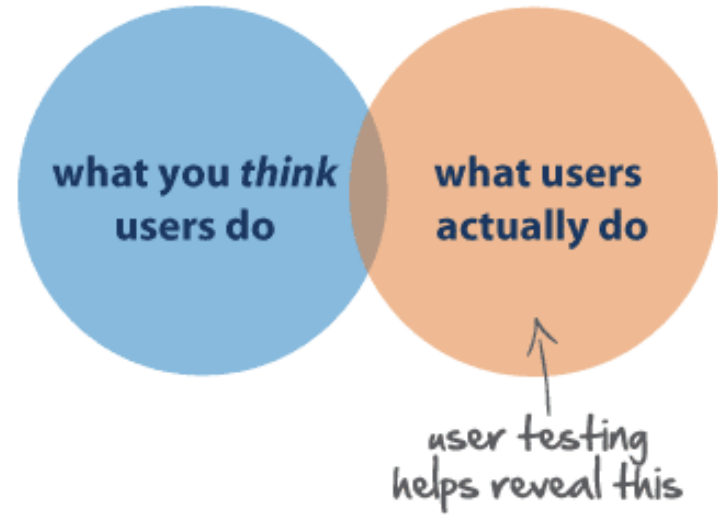 what you think
users do
what users
actually do
user testing
helps reveal this